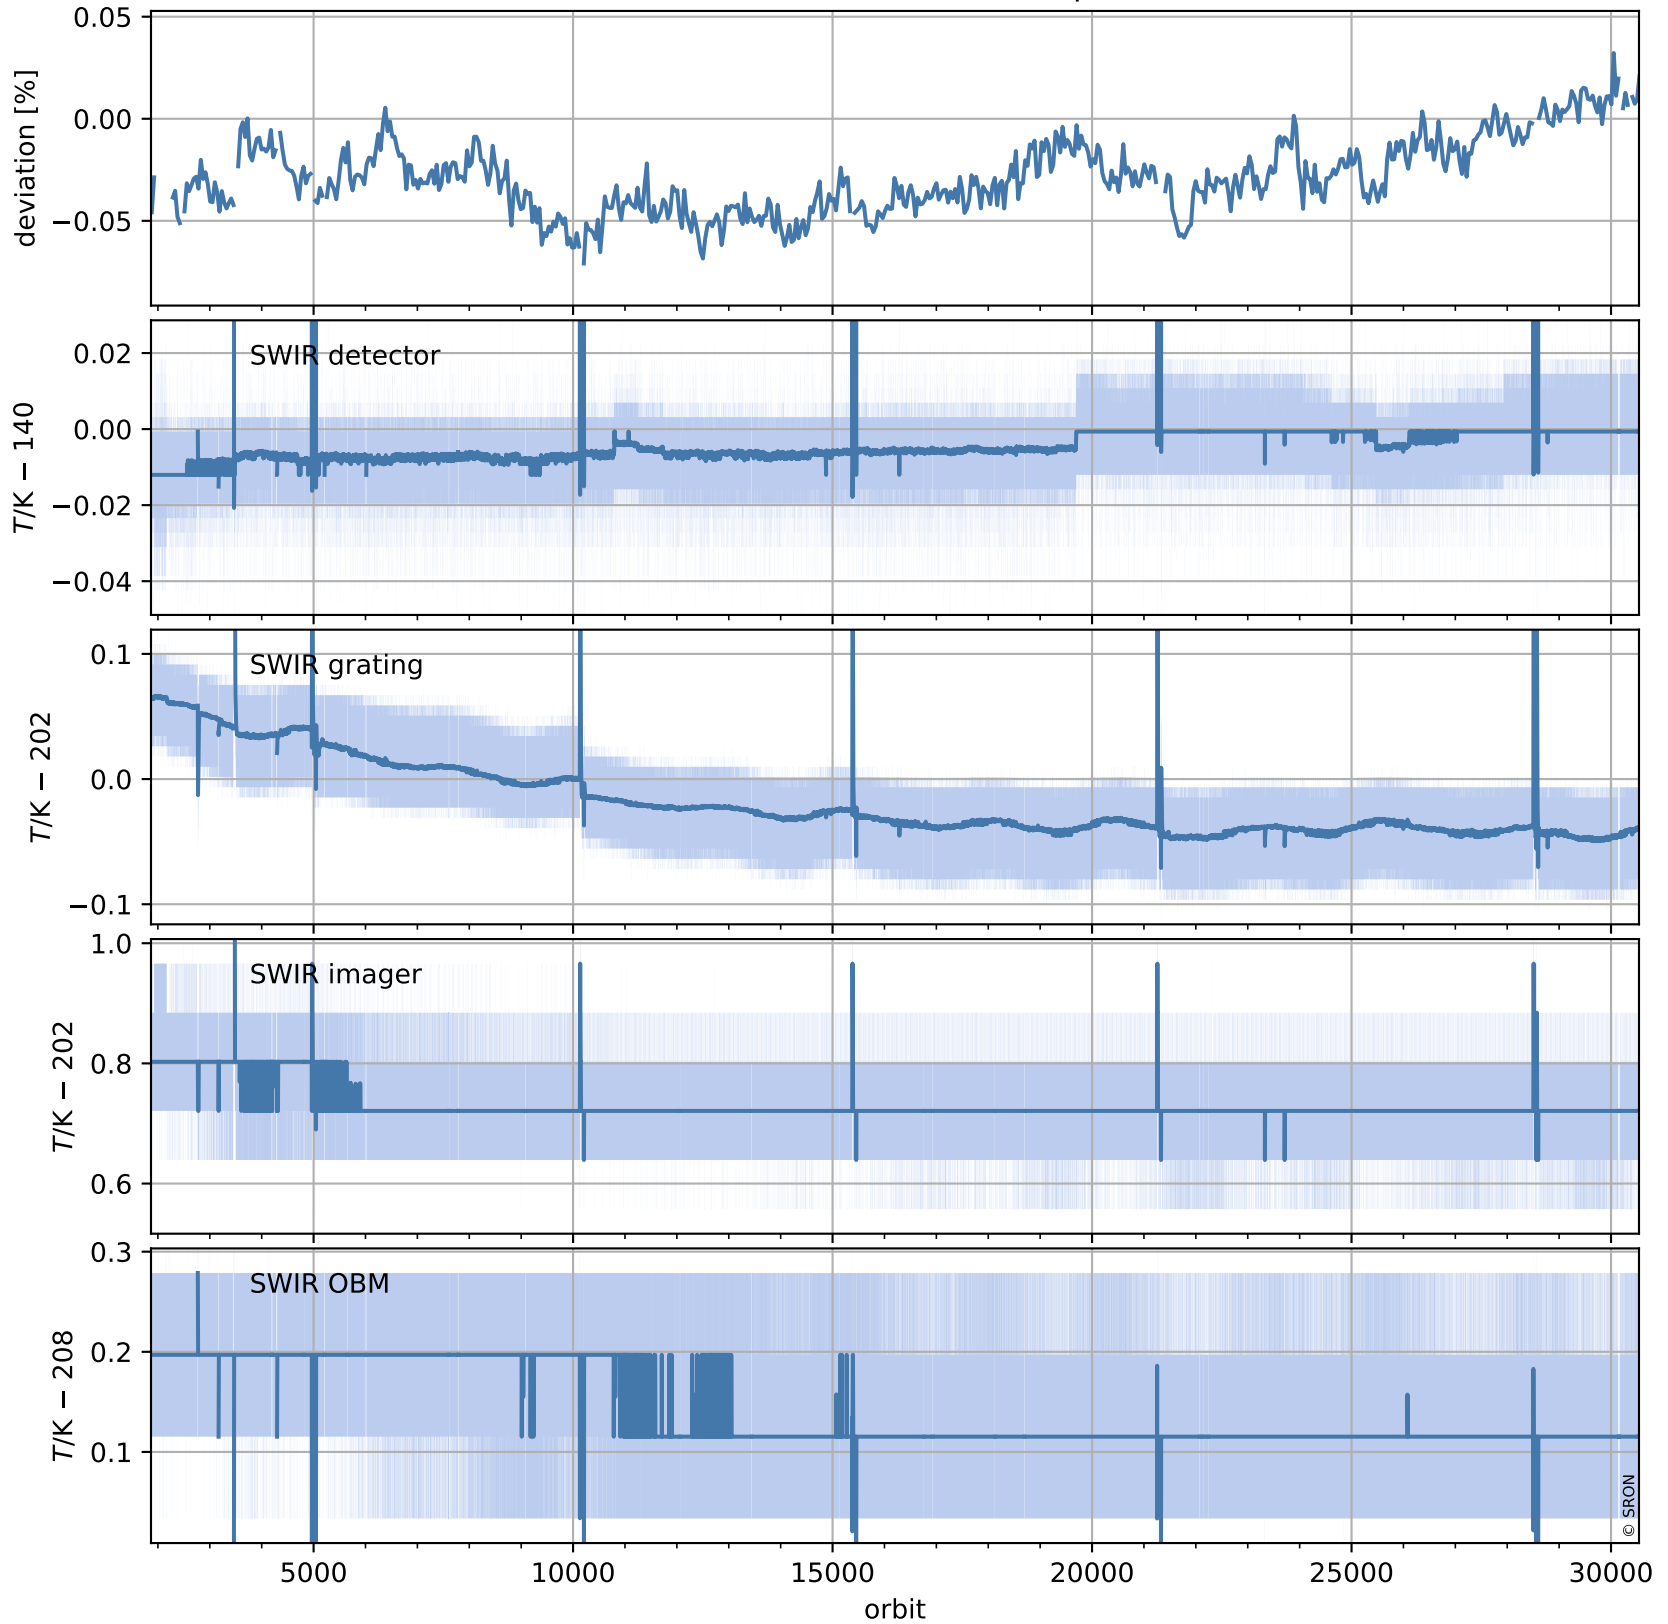 0.05
0.00
−0.05
deviation [%]
SWIR detector
0.02
0.00
−0.02
−0.04
T/K − 140
SWIR grating
0.1
0.0
−0.1
T/K − 202
SWIR imager
1.0
0.8
0.6
T/K − 202
SWIR OBM
0.3
0.2
0.1
T/K − 208
© SRON
5000 10000 15000 20000 25000 30000
orbit